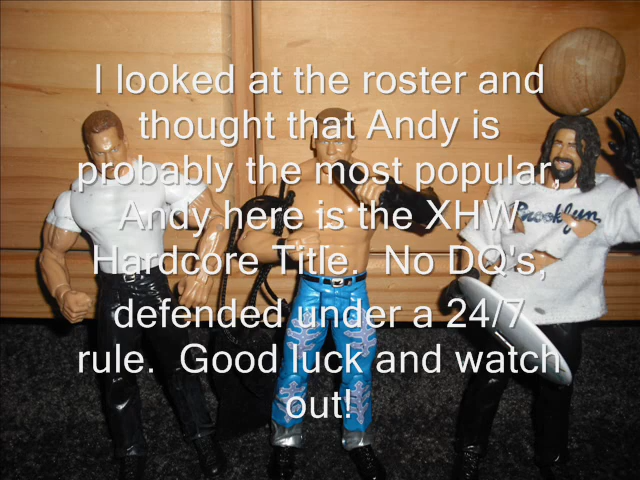 I looked at the roster and
thought that Andy is
probably the most popular,
Andy here is the XHW
Hardcore Title.  No DQ's,
defended under a 24/7
rule.  Good luck and watch
out!
Brooklyn